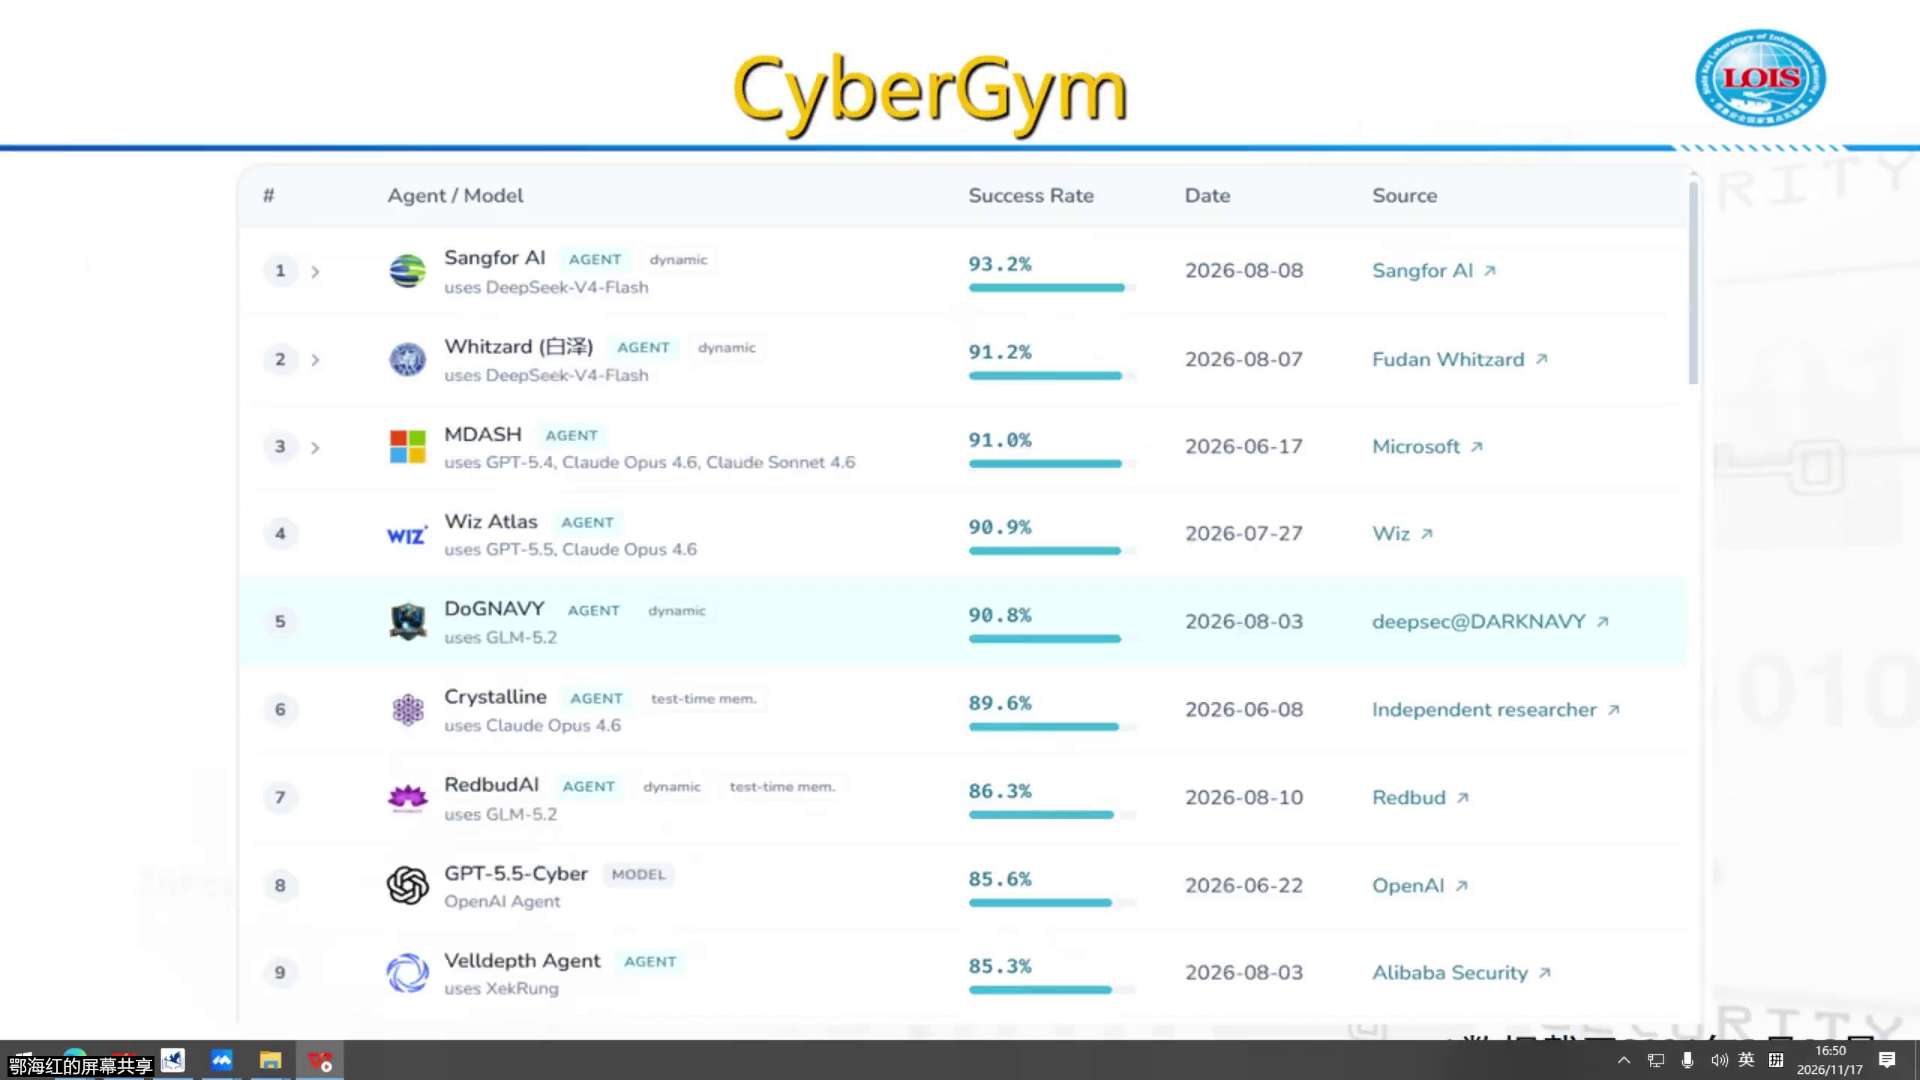 CyberGym
LOIS
# Agent / Model Success Rate Date Source
1 Sangfor AI AGENT dynamic 93.2% 2026-08-08 Sangfor AI ↗
uses DeepSeek-V4-Flash
2 Whitzard (白泽) AGENT dynamic 91.2% 2026-08-07 Fudan Whitzard ↗
uses DeepSeek-V4-Flash
3 MDASH AGENT 91.0% 2026-06-17 Microsoft ↗
uses GPT-5.4, Claude Opus 4.6, Claude Sonnet 4.6
4 WIZ Wiz Atlas AGENT 90.9% 2026-07-27 Wiz ↗
uses GPT-5.5, Claude Opus 4.6
5 DoGNAVY AGENT dynamic 90.8% 2026-08-03 deepsec@DARKNAVY ↗
uses GLM-5.2
6 Crystalline AGENT test-time mem. 89.6% 2026-06-08 Independent researcher ↗
uses Claude Opus 4.6
7 RedbudAI AGENT dynamic test-time mem. 86.3% 2026-08-10 Redbud ↗
uses GLM-5.2
8 GPT-5.5-Cyber MODEL 85.6% 2026-06-22 OpenAI ↗
OpenAI Agent
9 Velldepth Agent AGENT 85.3% 2026-08-03 Alibaba Security ↗
uses XekRung
鄂海红的屏幕共享
英 拼 16:50
2026/11/17